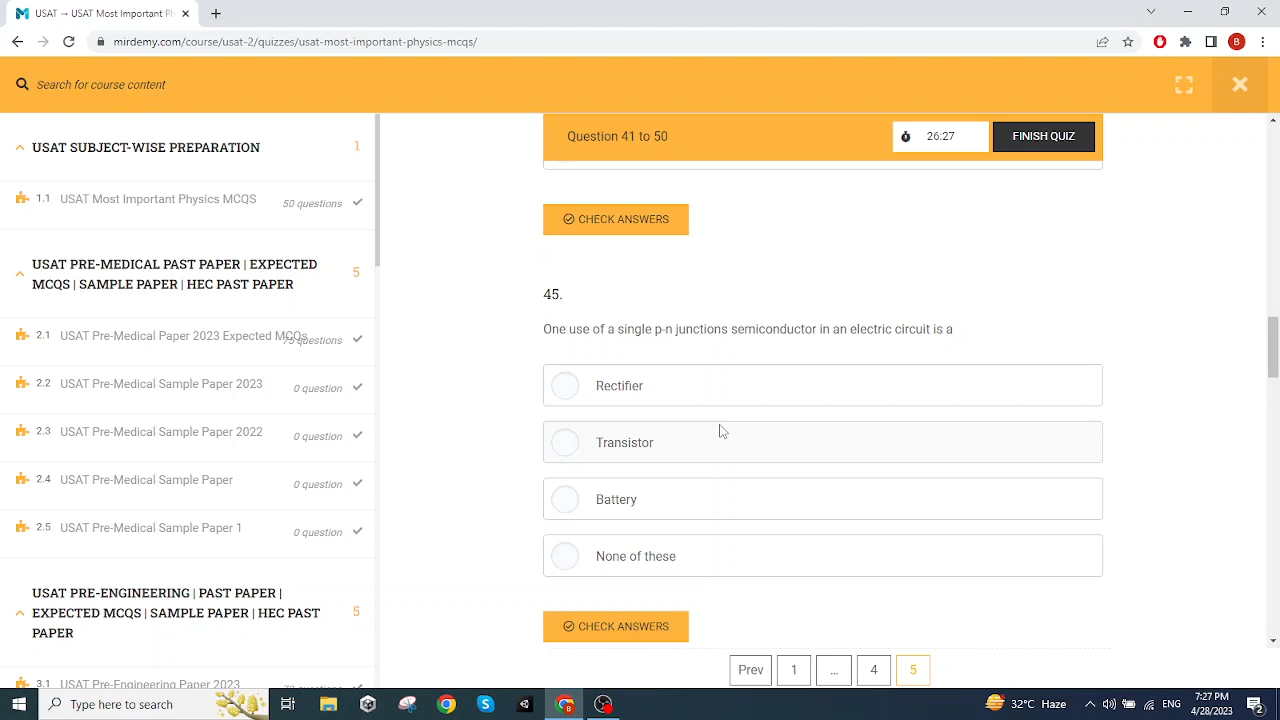 USAT → USAT Most Important Ph
mirdemy.com/course/usat-2/quizzes/usat-most-important-physics-mcqs/
B
Search for course content
USAT SUBJECT-WISE PREPARATION 1
1.1 USAT Most Important Physics MCQS 50 questions
USAT PRE-MEDICAL PAST PAPER | EXPECTED
MCQS | SAMPLE PAPER | HEC PAST PAPER
5
2.1 USAT Pre-Medical Paper 2023 Expected MCQs 75 questions
2.2 USAT Pre-Medical Sample Paper 2023 0 question
2.3 USAT Pre-Medical Sample Paper 2022 0 question
2.4 USAT Pre-Medical Sample Paper 0 question
2.5 USAT Pre-Medical Sample Paper 1 0 question
USAT PRE-ENGINEERING | PAST PAPER |
EXPECTED MCQS | SAMPLE PAPER | HEC PAST
PAPER
5
3.1 USAT Pre-Engineering Paper 2023
Question 41 to 50
26:27
FINISH QUIZ
CHECK ANSWERS
45.
One use of a single p-n junctions semiconductor in an electric circuit is a
Rectifier
Transistor
Battery
None of these
CHECK ANSWERS
Prev 1 ... 4 5
Type here to search
32°C Haze
ENG
7:27 PM
4/28/2023